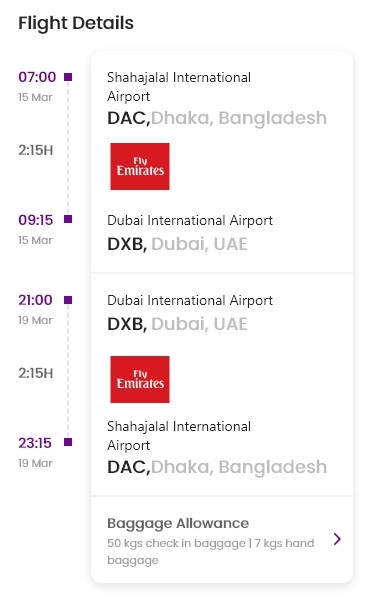 Flight Details
07:00
15 Mar
Shahajalal International
Airport
DAC,Dhaka, Bangladesh
2:15H
Fly
Emirates
09:15
15 Mar
Dubai International Airport
DXB, Dubai, UAE
21:00
19 Mar
Dubai International Airport
DXB, Dubai, UAE
2:15H
Fly
Emirates
23:15
19 Mar
Shahajalal International
Airport
DAC,Dhaka, Bangladesh
Baggage Allowance
50 kgs check in baggage | 7 kgs hand
baggage